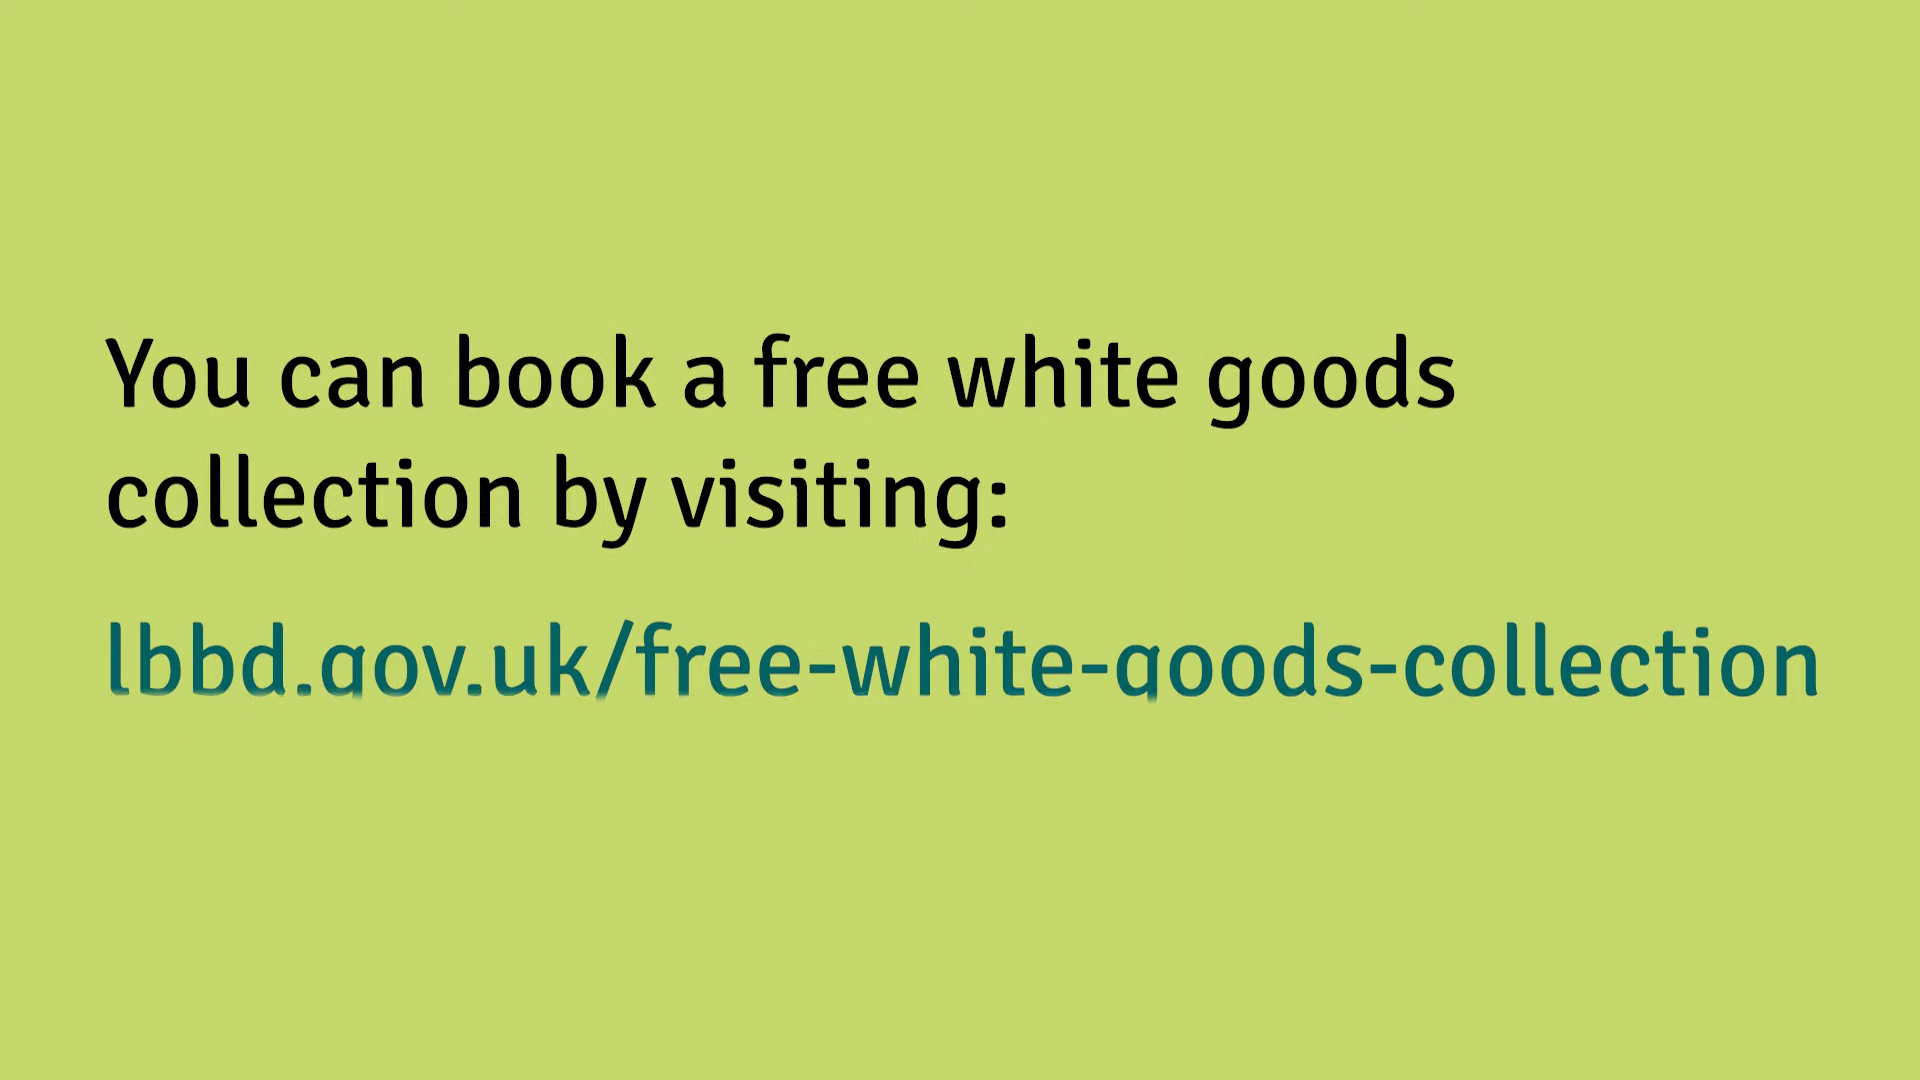 You can book a free white goods
collection by visiting:
lbbd.gov.uk/free-white-goods-collection